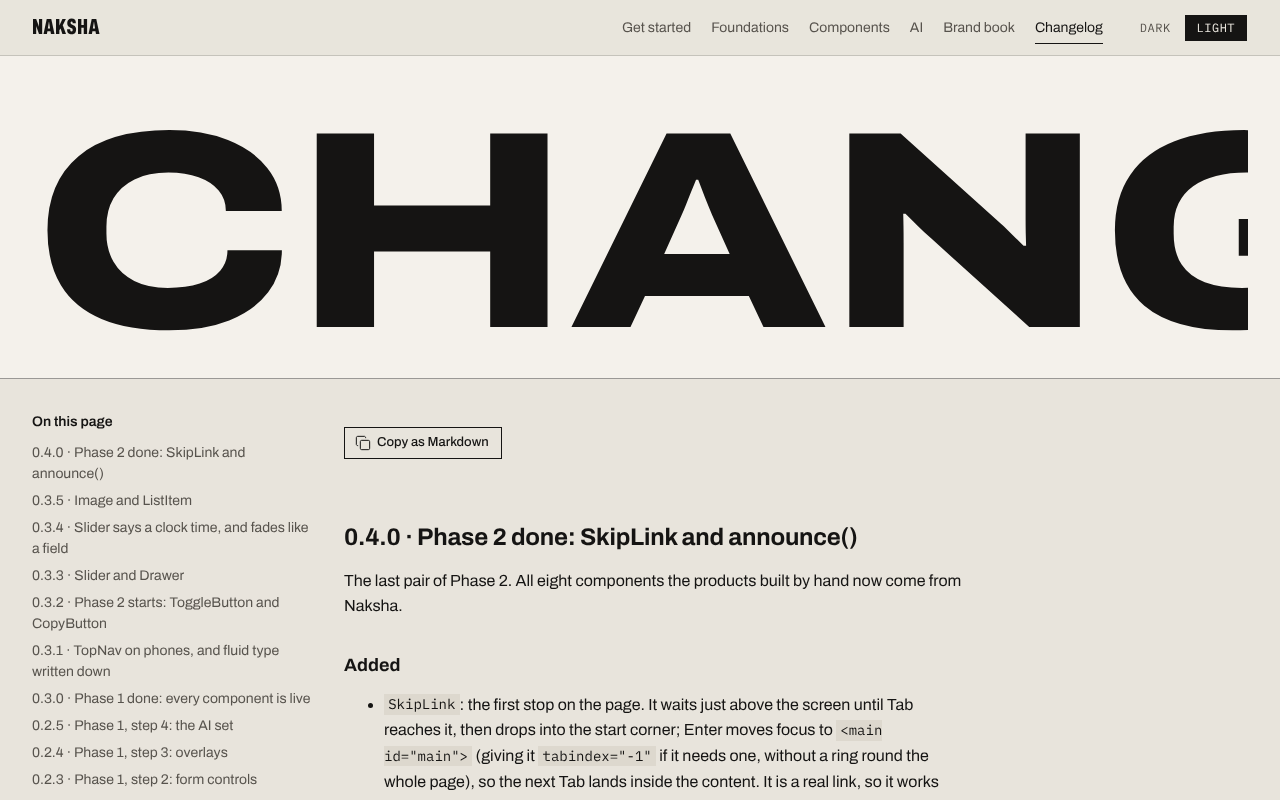 NAKSHA
Get started
Foundations
Components
AI
Brand book
Changelog
DARK
LIGHT
CHANG
On this page
0.4.0 · Phase 2 done: SkipLink and
announce()
0.3.5 · Image and ListItem
0.3.4 · Slider says a clock time, and fades like
a field
0.3.3 · Slider and Drawer
0.3.2 · Phase 2 starts: ToggleButton and
CopyButton
0.3.1 · TopNav on phones, and fluid type
written down
0.3.0 · Phase 1 done: every component is live
0.2.5 · Phase 1, step 4: the AI set
0.2.4 · Phase 1, step 3: overlays
0.2.3 · Phase 1, step 2: form controls
Copy as Markdown
0.4.0 · Phase 2 done: SkipLink and announce()
The last pair of Phase 2. All eight components the products built by hand now come from
Naksha.
Added
• SkipLink: the first stop on the page. It waits just above the screen until Tab
reaches it, then drops into the start corner; Enter moves focus to <main
id="main"> (giving it tabindex="-1" if it needs one, without a ring round the
whole page), so the next Tab lands inside the content. It is a real link, so it works